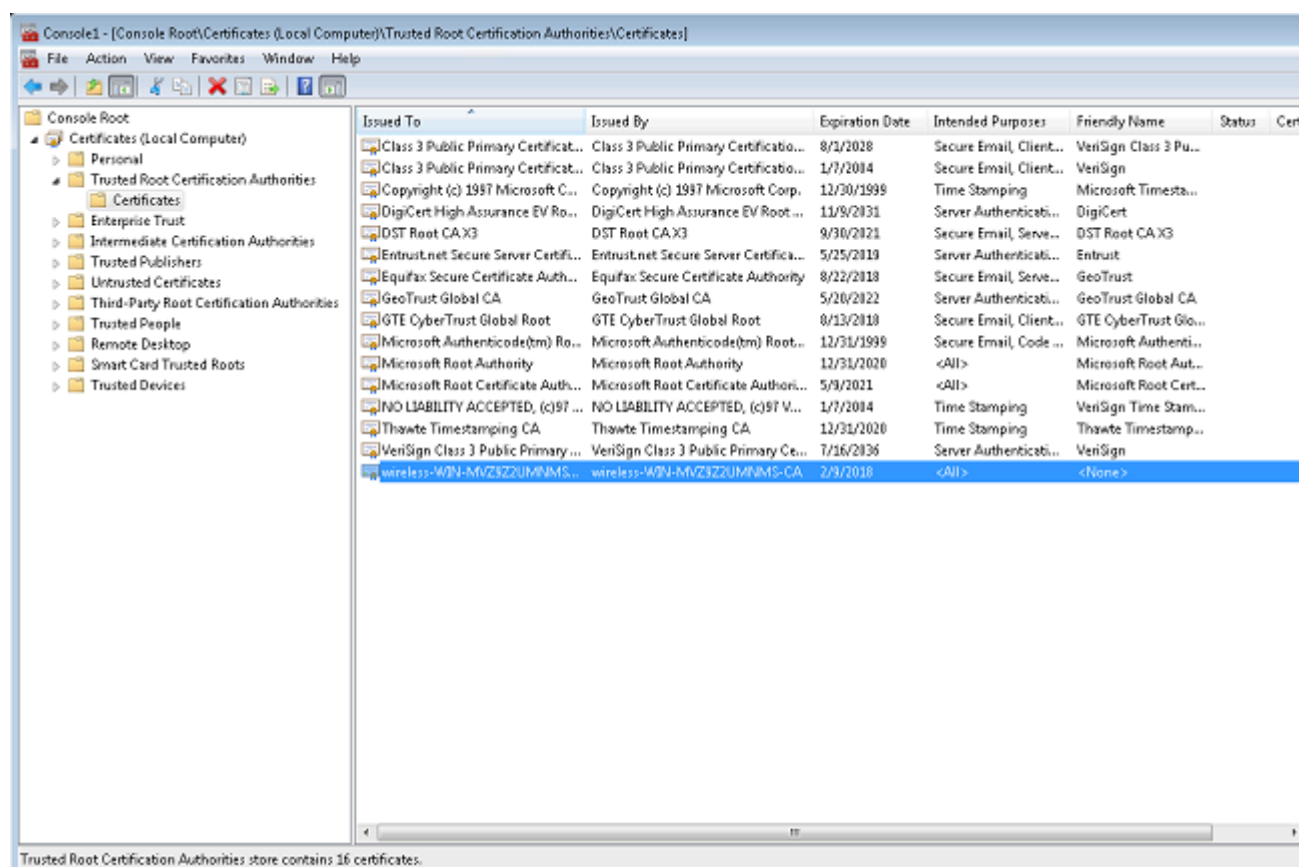 Console1 - [Console Root\Certificates (Local Computer)\Trusted Root Certification Authorities\Certificates]
File Action View Favorites Window Help
Console Root
Certificates (Local Computer)
Personal
Trusted Root Certification Authorities
Certificates
Enterprise Trust
Intermediate Certification Authorities
Trusted Publishers
Untrusted Certificates
Third-Party Root Certification Authorities
Trusted People
Remote Desktop
Smart Card Trusted Roots
Trusted Devices
Issued To Issued By Expiration Date Intended Purposes Friendly Name Status Cert
Class 3 Public Primary Certificat... Class 3 Public Primary Certificatio... 8/1/2028 Secure Email, Client... VeriSign Class 3 Pu...
Class 3 Public Primary Certificat... Class 3 Public Primary Certificatio... 1/7/2004 Secure Email, Client... VeriSign
Copyright (c) 1997 Microsoft C... Copyright (c) 1997 Microsoft Corp. 12/30/1999 Time Stamping Microsoft Timesta...
DigiCert High Assurance EV Ro... DigiCert High Assurance EV Root ... 11/9/2031 Server Authenticati... DigiCert
DST Root CA X3 DST Root CA X3 9/30/2021 Secure Email, Serve... DST Root CA X3
Entrust.net Secure Server Certifi... Entrust.net Secure Server Certifica... 5/25/2019 Server Authenticati... Entrust
Equifax Secure Certificate Auth... Equifax Secure Certificate Authority 8/22/2018 Secure Email, Serve... GeoTrust
GeoTrust Global CA GeoTrust Global CA 5/20/2022 Server Authenticati... GeoTrust Global CA
GTE CyberTrust Global Root GTE CyberTrust Global Root 8/13/2018 Secure Email, Client... GTE CyberTrust Glo...
Microsoft Authenticode(tm) Ro... Microsoft Authenticode(tm) Root... 12/31/1999 Secure Email, Code ... Microsoft Authenti...
Microsoft Root Authority Microsoft Root Authority 12/31/2020 <All> Microsoft Root Aut...
Microsoft Root Certificate Auth... Microsoft Root Certificate Authori... 5/9/2021 <All> Microsoft Root Cert...
NO LIABILITY ACCEPTED, (c)97 ... NO LIABILITY ACCEPTED, (c)97 V... 1/7/2004 Time Stamping VeriSign Time Stam...
Thawte Timestamping CA Thawte Timestamping CA 12/31/2020 Time Stamping Thawte Timestamp...
VeriSign Class 3 Public Primary ... VeriSign Class 3 Public Primary Ce... 7/16/2036 Server Authenticati... VeriSign
wireless-WIN-MVZ9Z2UMNMS... wireless-WIN-MVZ9Z2UMNMS-CA 2/9/2018 <All> <None>
Trusted Root Certification Authorities store contains 16 certificates.